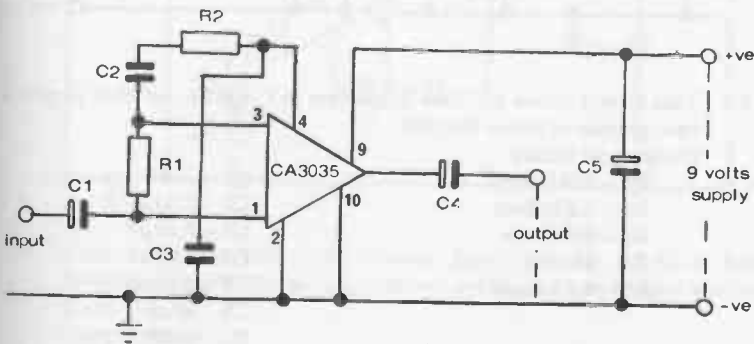 R2
+ve
C2
3
4
9
R1
CA3035
C5
9 volts
supply
C1
C4
1
10
input
2
output
C3
-ve